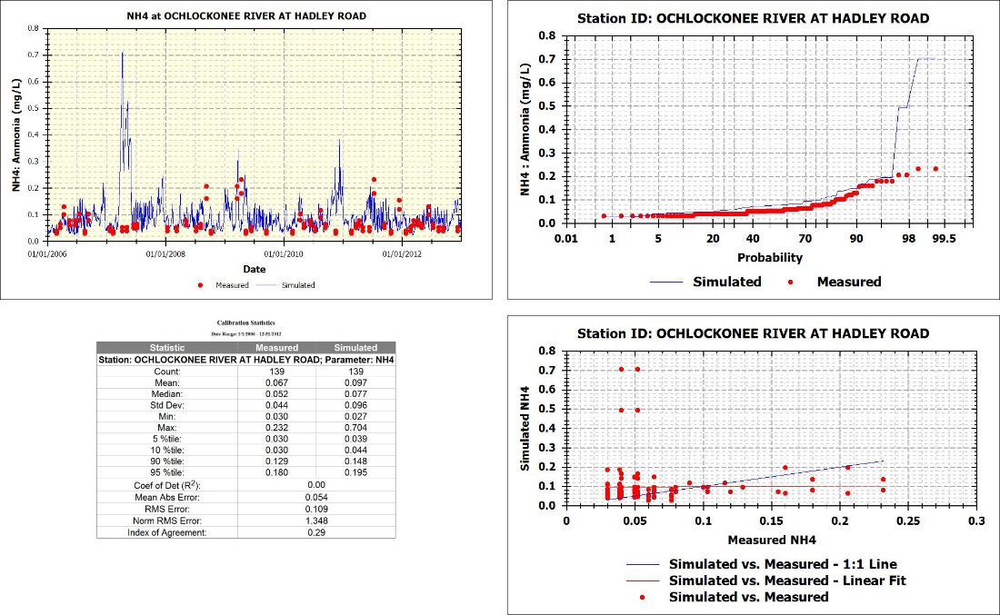 NH4 at OCHLOCKONEE RIVER AT HADLEY ROAD
NH4: Ammonia (mg/L)
0.8
0.7
0.6
0.5
0.4
0.3
0.2
0.1
0.0
01/01/2006
01/01/2008
01/01/2010
01/01/2012
Date
Measured
Simulated
Station ID: OCHLOCKONEE RIVER AT HADLEY ROAD
NH4 : Ammonia (mg/L)
0.8
0.7
0.6
0.5
0.4
0.3
0.2
0.1
0.0
0.01 1 5 20 40 70 90 98 99.5
Probability
Simulated
Measured
Calibration Statistics
Date Range: 1/1/2006 - 12/31/2012
Statistic Measured Simulated
Station: OCHLOCKONEE RIVER AT HADLEY ROAD; Parameter: NH4
Count: 139 139
Mean: 0.067 0.097
Median: 0.052 0.077
Std Dev: 0.044 0.096
Min: 0.030 0.027
Max: 0.232 0.704
5 %tile: 0.030 0.039
10 %tile: 0.030 0.044
90 %tile: 0.129 0.148
95 %tile: 0.180 0.195
Coef of Det (R²): 0.00
Mean Abs Error: 0.054
RMS Error: 0.109
Norm RMS Error: 1.348
Index of Agreement: 0.29
Station ID: OCHLOCKONEE RIVER AT HADLEY ROAD
Simulated NH4
0.8
0.7
0.6
0.5
0.4
0.3
0.2
0.1
0.0
0 0.05 0.1 0.15 0.2 0.25 0.3
Measured NH4
Simulated vs. Measured - 1:1 Line
Simulated vs. Measured - Linear Fit
Simulated vs. Measured